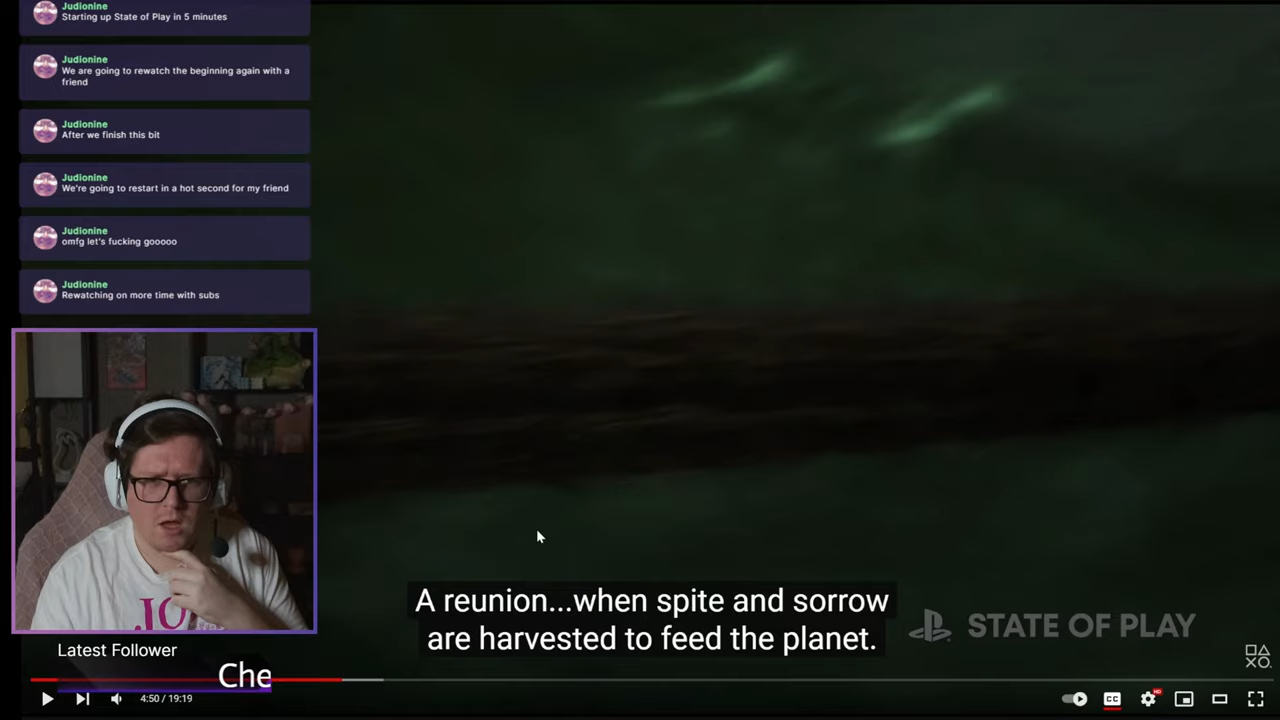 Judionine
Starting up State of Play in 5 minutes
Judionine
We are going to rewatch the beginning again with a
friend
Judionine
After we finish this bit
Judionine
We're going to restart in a hot second for my friend
Judionine
omfg let's fucking gooooo
Judionine
Rewatching on more time with subs
JO
A reunion...when spite and sorrow
are harvested to feed the planet.
STATE OF PLAY
Latest Follower
Che
4:50 / 19:19
CC
HD